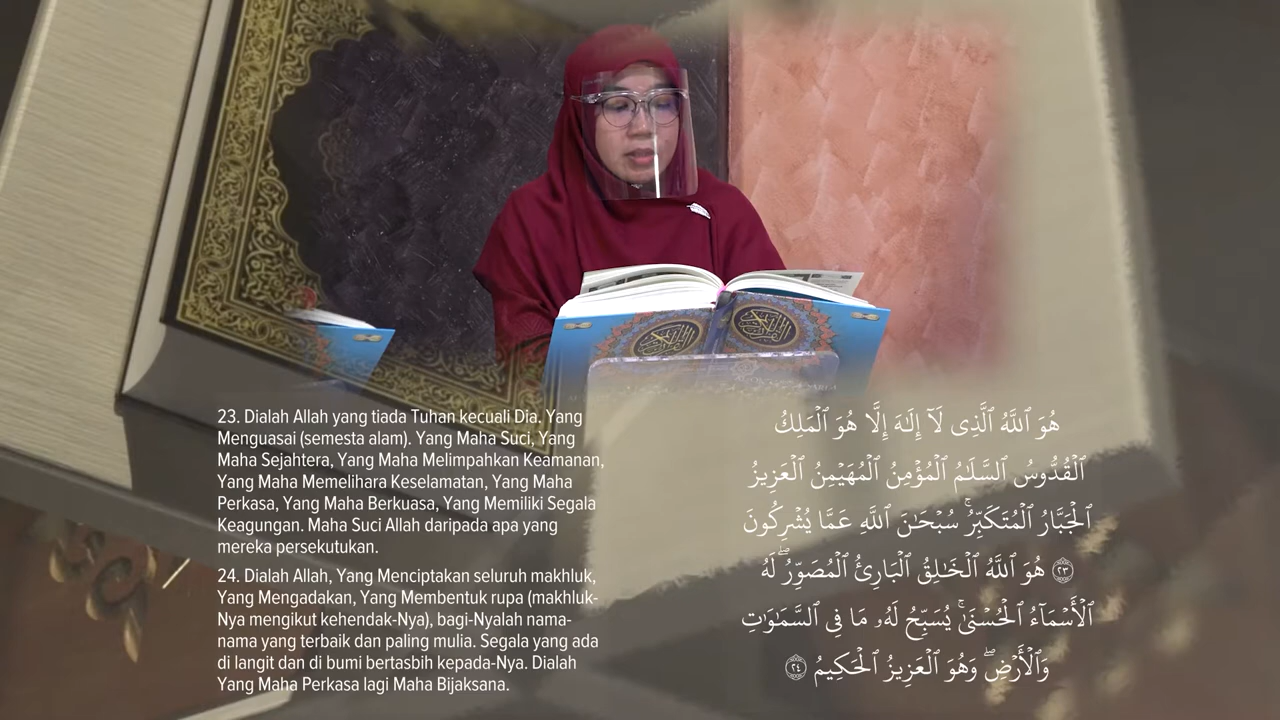 23. Dialah Allah yang tiada Tuhan kecuali Dia. Yang
Menguasai (semesta alam). Yang Maha Suci, Yang
Maha Sejahtera, Yang Maha Melimpahkan Keamanan,
Yang Maha Memelihara Keselamatan, Yang Maha
Perkasa, Yang Maha Berkuasa, Yang Memiliki Segala
Keagungan. Maha Suci Allah daripada apa yang
mereka persekutukan.
24. Dialah Allah, Yang Menciptakan seluruh makhluk,
Yang Mengadakan, Yang Membentuk rupa (makhluk-
Nya mengikut kehendak-Nya), bagi-Nyalah nama-
nama yang terbaik dan paling mulia. Segala yang ada
di langit dan di bumi bertasbih kepada-Nya. Dialah
Yang Maha Perkasa lagi Maha Bijaksana.
هُوَ ٱللَّهُ ٱلَّذِى لَآ إِلَٰهَ إِلَّا هُوَ ٱلْمَلِكُ
ٱلْقُدُّوسُ ٱلسَّلَٰمُ ٱلْمُؤْمِنُ ٱلْمُهَيْمِنُ ٱلْعَزِيزُ
ٱلْجَبَّارُ ٱلْمُتَكَبِّرُ ۚ سُبْحَٰنَ ٱللَّهِ عَمَّا يُشْرِكُونَ
٢٣ هُوَ ٱللَّهُ ٱلْخَٰلِقُ ٱلْبَارِئُ ٱلْمُصَوِّرُ ۖ لَهُ
ٱلْأَسْمَآءُ ٱلْحُسْنَىٰ ۚ يُسَبِّحُ لَهُۥ مَا فِى ٱلسَّمَٰوَٰتِ
وَٱلْأَرْضِ ۖ وَهُوَ ٱلْعَزِيزُ ٱلْحَكِيمُ ٢٤